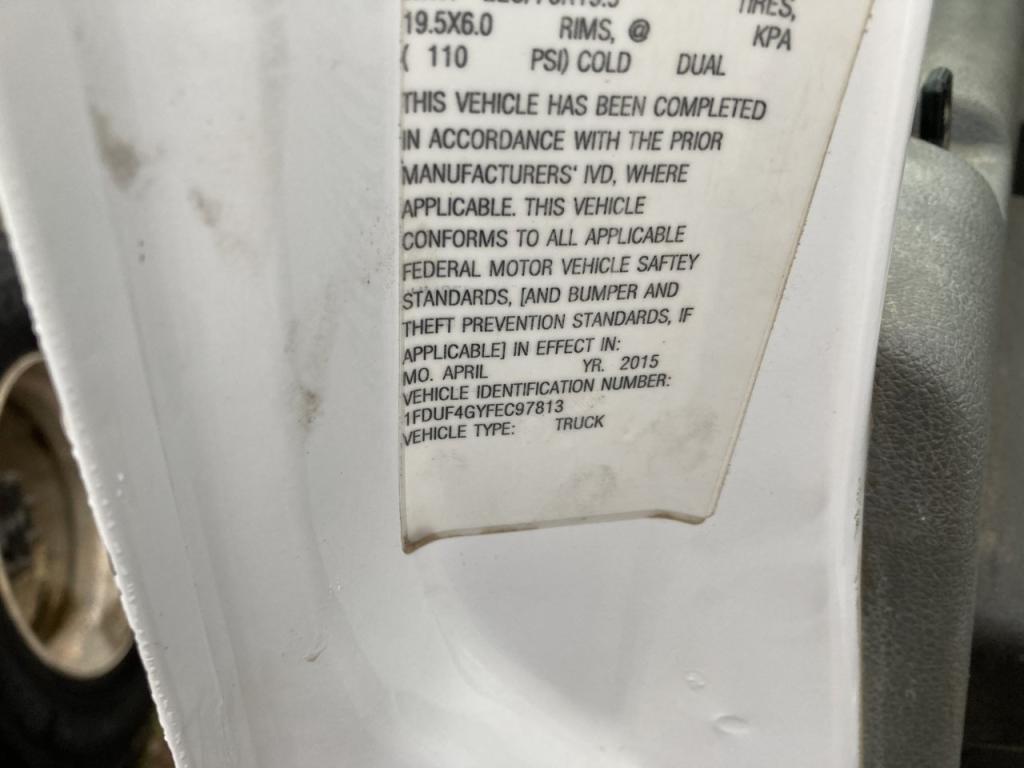 TIRES,
19.5X6.0 RIMS, @ KPA
( 110 PSI) COLD DUAL
THIS VEHICLE HAS BEEN COMPLETED
IN ACCORDANCE WITH THE PRIOR
MANUFACTURERS' IVD, WHERE
APPLICABLE. THIS VEHICLE
CONFORMS TO ALL APPLICABLE
FEDERAL MOTOR VEHICLE SAFTEY
STANDARDS, [AND BUMPER AND
THEFT PREVENTION STANDARDS, IF
APPLICABLE] IN EFFECT IN:
MO. APRIL YR. 2015
VEHICLE IDENTIFICATION NUMBER:
1FDUF4GYFEC97813
VEHICLE TYPE: TRUCK